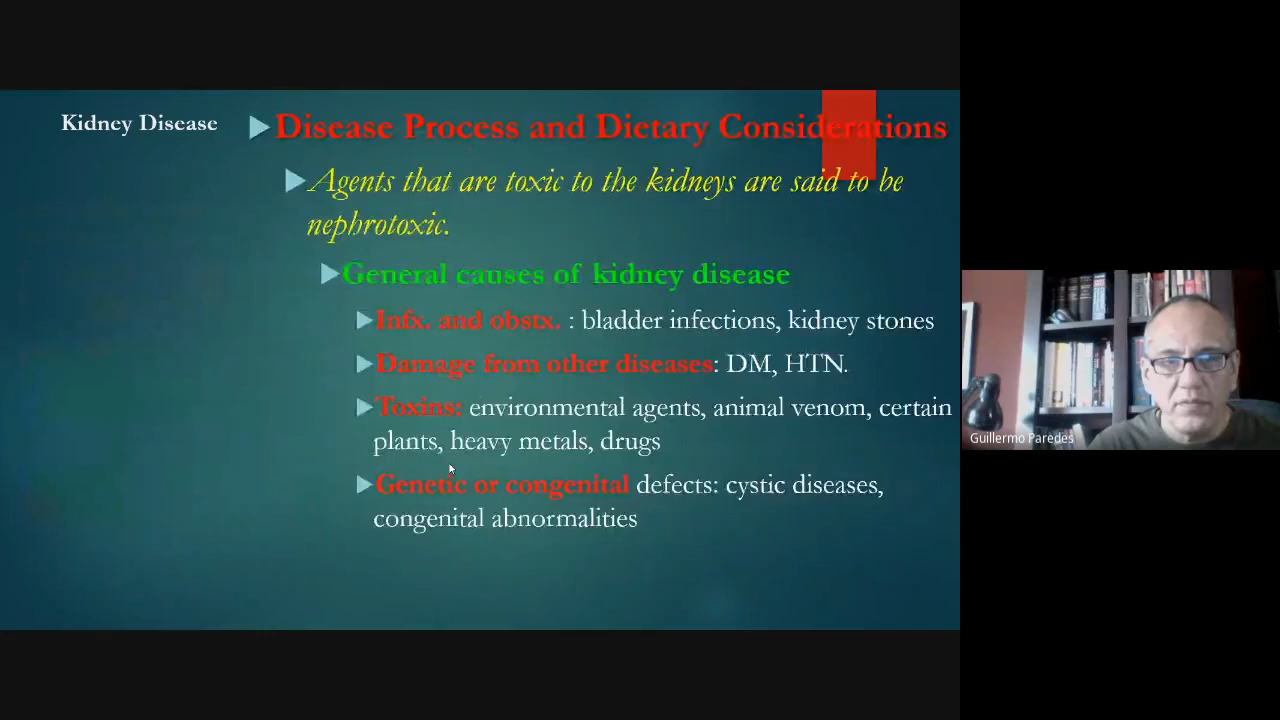 Kidney Disease
Disease Process and Dietary Considerations
Agents that are toxic to the kidneys are said to be
nephrotoxic.
General causes of kidney disease
Infx. and obstx. : bladder infections, kidney stones
Damage from other diseases: DM, HTN.
Toxins: environmental agents, animal venom, certain
plants, heavy metals, drugs
Genetic or congenital defects: cystic diseases,
congenital abnormalities
Guillermo Paredes